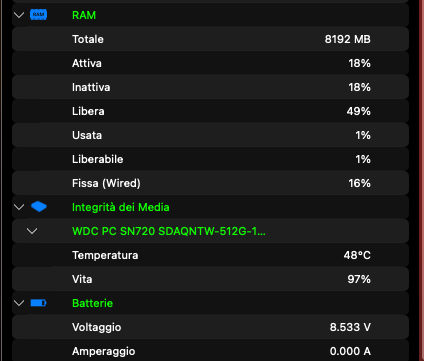 RAM
RAM
Totale 8192 MB
Attiva 18%
Inattiva 18%
Libera 49%
Usata 1%
Liberabile 1%
Fissa (Wired) 16%
Integrità dei Media
WDC PC SN720 SDAQNTW-512G-1...
Temperatura 48°C
Vita 97%
Batterie
Voltaggio 8.533 V
Amperaggio 0.000 A